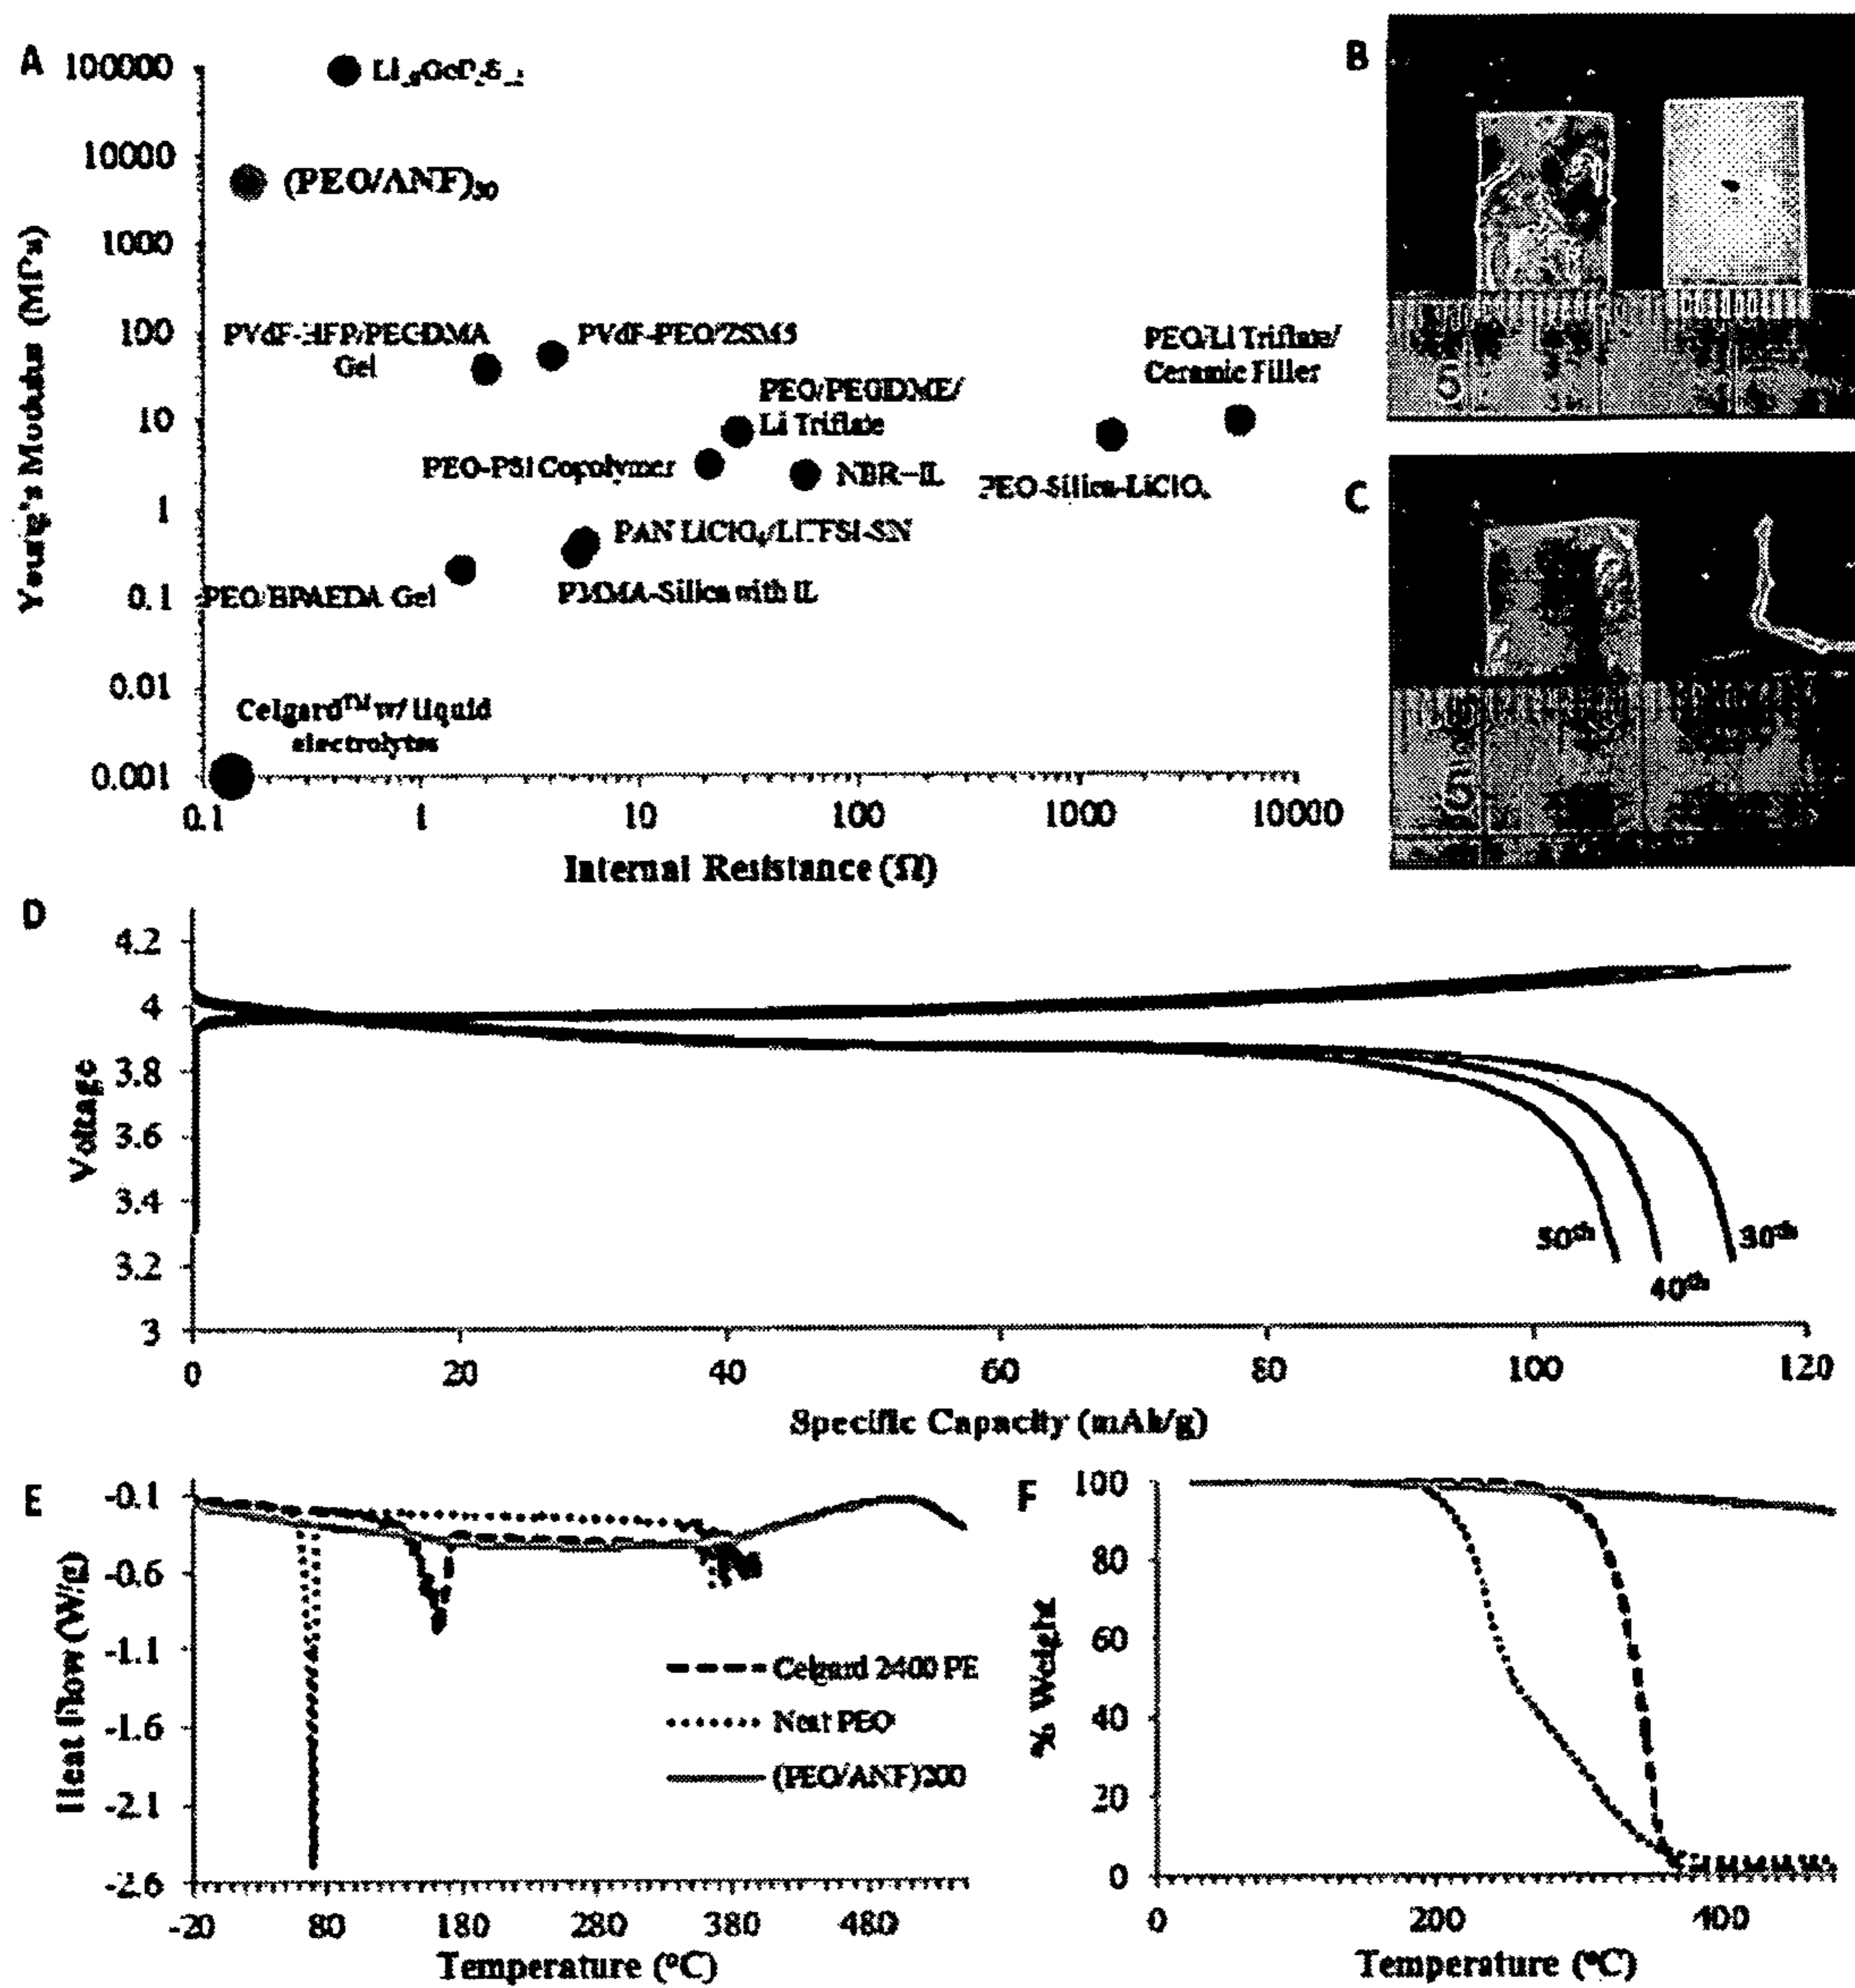 A
100000
10000
1000
100
10
1
0.1
0.01
0.001
Young's Modulus (MPa)
(PEO/ANF)
PVdF-HFP/PEGDMA
Gel
PVdF-PEO/ZSM5
PEO/PEGDME/
Li Triflate
PEO/Li Triflate/
Ceramic Filler
Copolymer
NBR-IL
PEO-Silica-LiClO₄
PAN LiClO₄/LiTFSI-SN
PEO/BPAEDA Gel
PMMA-Silica with IL
Celgard™ w/ liquid
electrolytes
0.1
1
10
100
1000
10000
Internal Resistance (Ω)
B
5
C
5
D
4.2
4
3.8
3.6
3.4
3.2
3
Voltage
50th
40th
30th
0
20
40
60
80
100
120
Specific Capacity (mAh/g)
E
-0.1
-0.6
-1.1
-1.6
-2.1
-2.6
Heat Flow (W/g)
Celgard 2400 PE
Neat PEO
(PEO/ANF)200
-20
80
180
280
380
480
Temperature (ºC)
F
100
80
60
40
20
0
% Weight
0
200
400
Temperature (ºC)